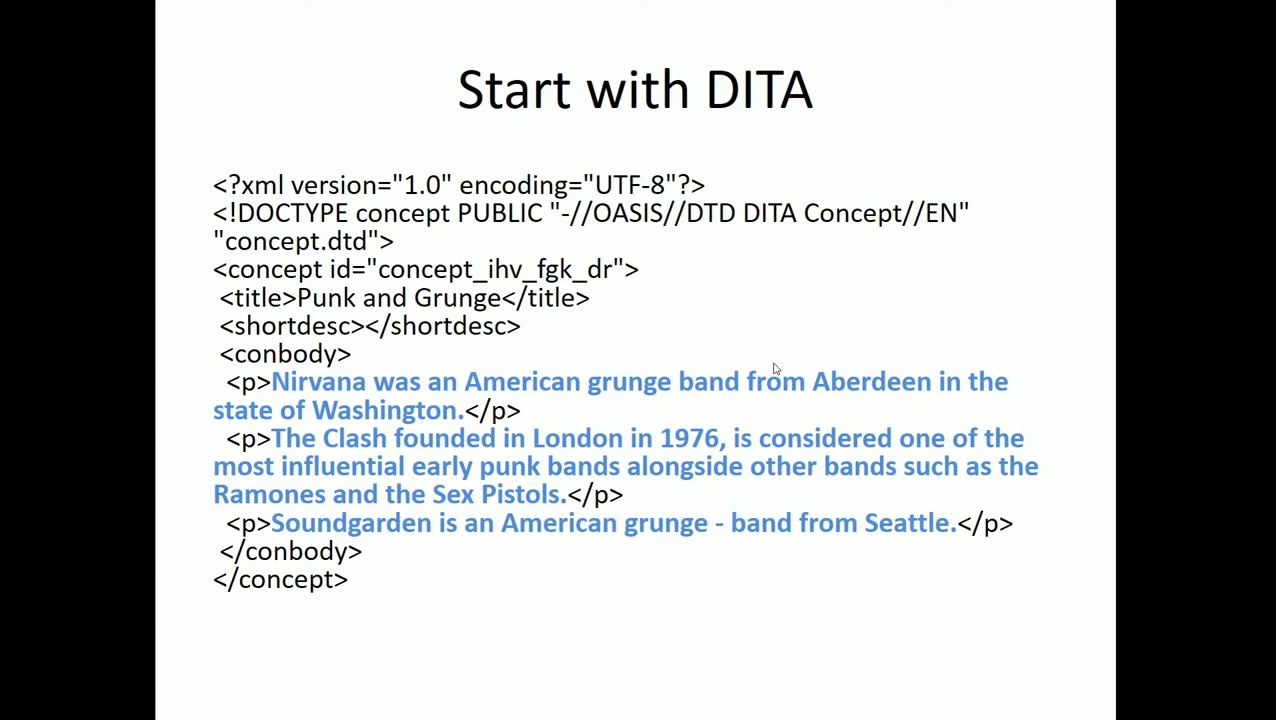 Start with DITA
<?xml version="1.0" encoding="UTF-8"?>
<!DOCTYPE concept PUBLIC "-//OASIS//DTD DITA Concept//EN"
"concept.dtd">
<concept id="concept_ihv_fgk_dr">
<title>Punk and Grunge</title>
<shortdesc></shortdesc>
<conbody>
<p>Nirvana was an American grunge band from Aberdeen in the
state of Washington.</p>
<p>The Clash founded in London in 1976, is considered one of the
most influential early punk bands alongside other bands such as the
Ramones and the Sex Pistols.</p>
<p>Soundgarden is an American grunge - band from Seattle.</p>
</conbody>
</concept>